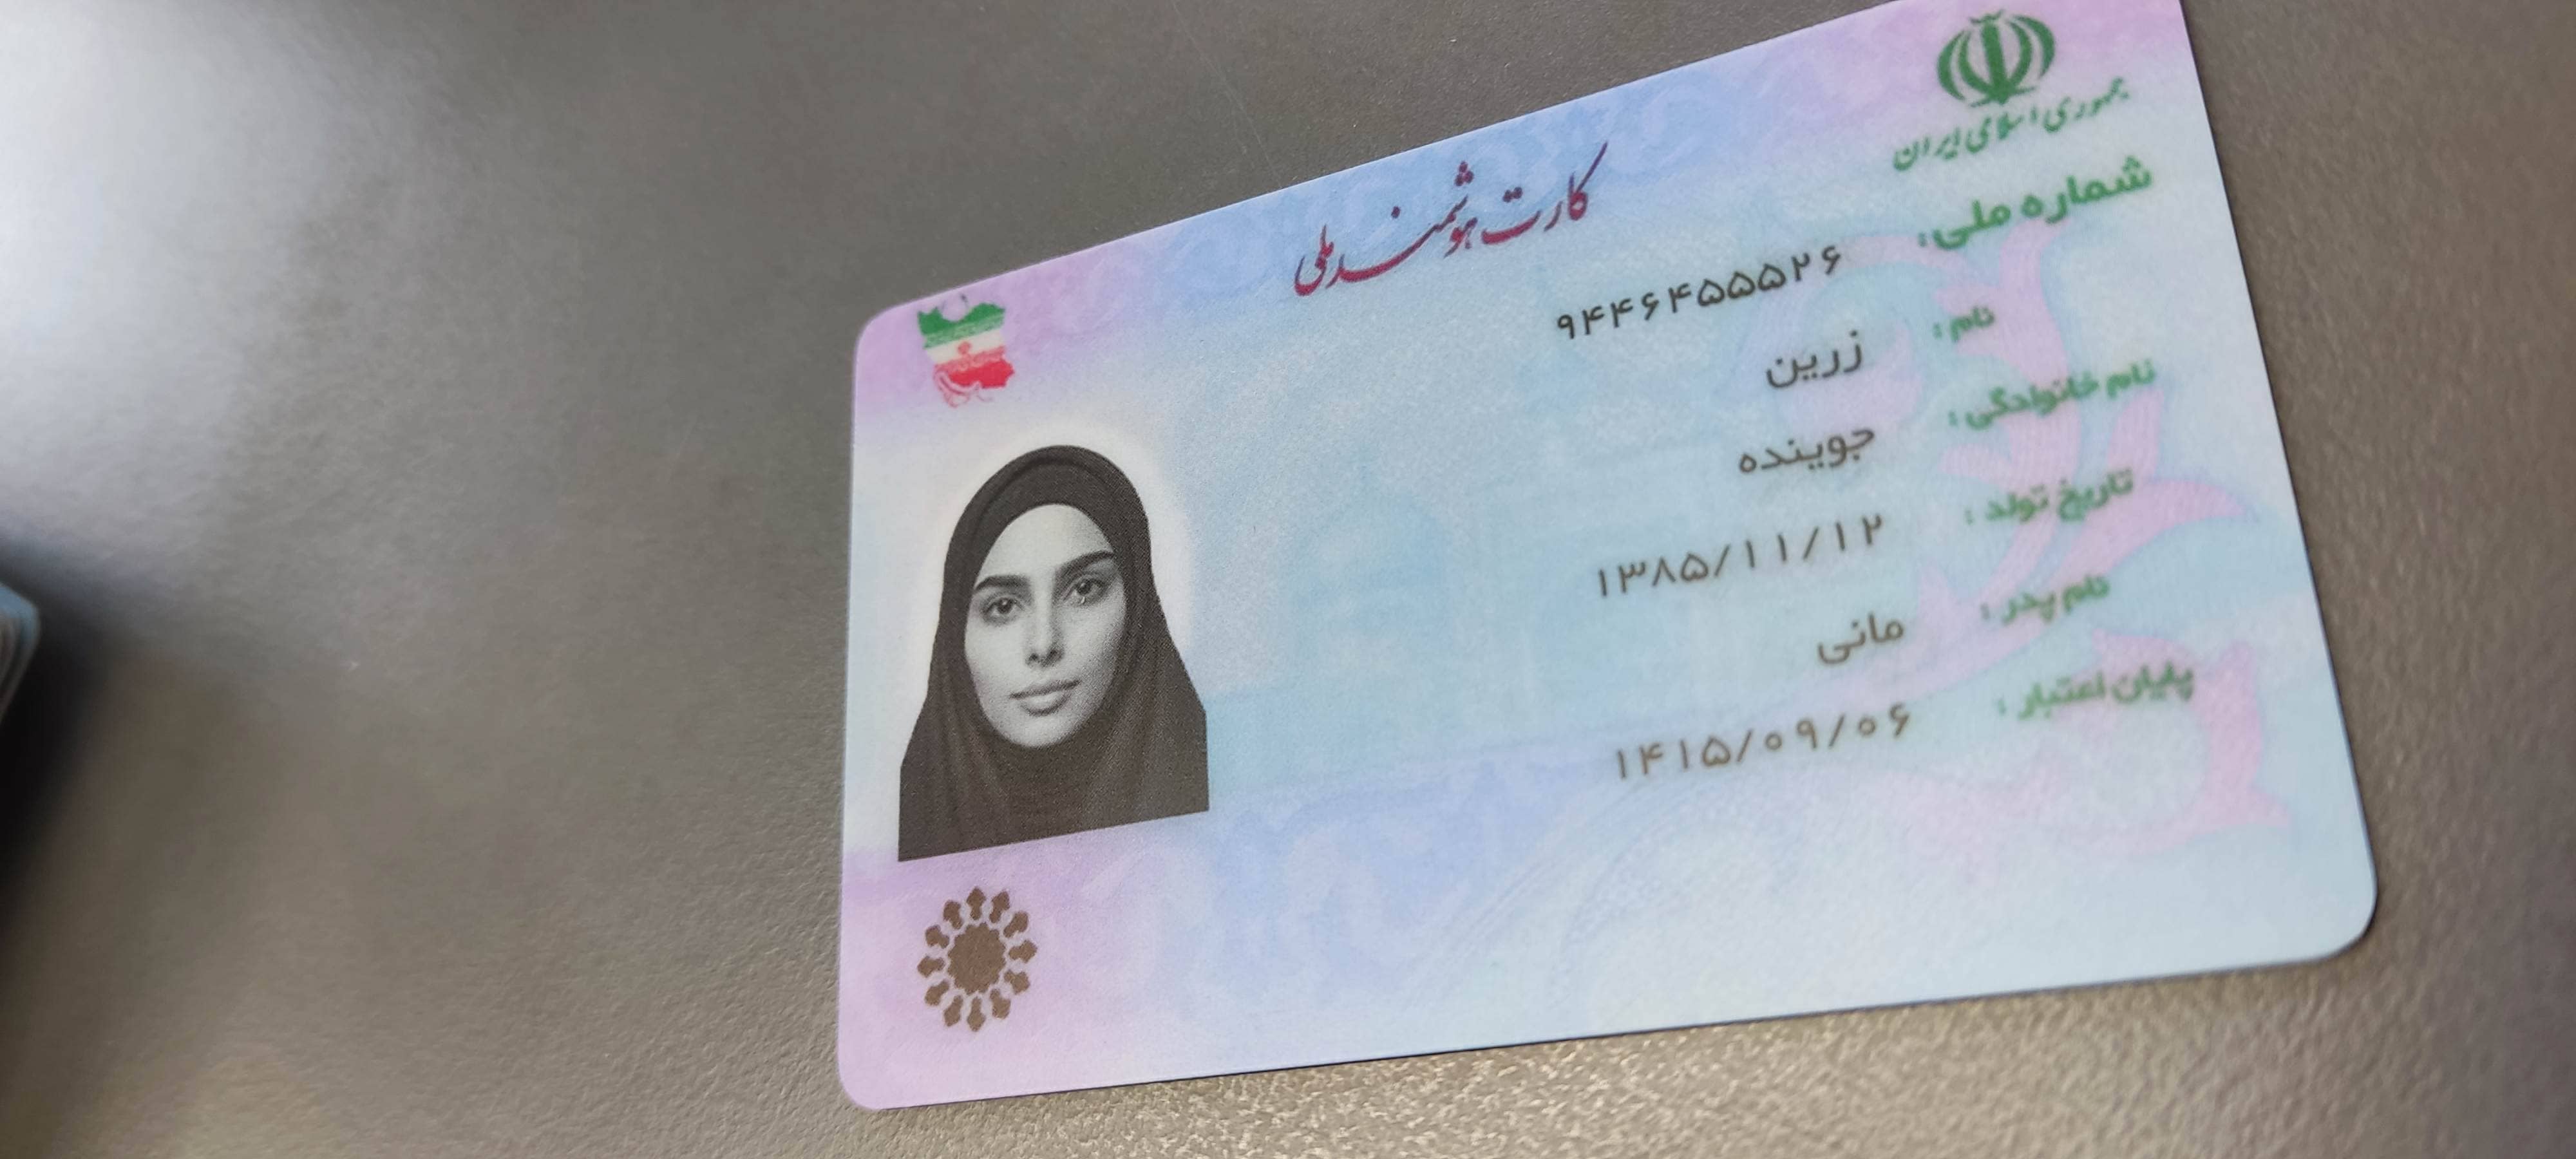 جمهوری اسلامی ایران
کارت هوشمند ملی
شماره ملی: ۹۴۴۶۴۵۵۵۲۶
نام: زرین
نام خانوادگی: جوینده
تاریخ تولد: ۱۳۸۵/۱۱/۱۲
نام پدر: مانی
پایان اعتبار: ۱۴۱۵/۰۹/۰۶